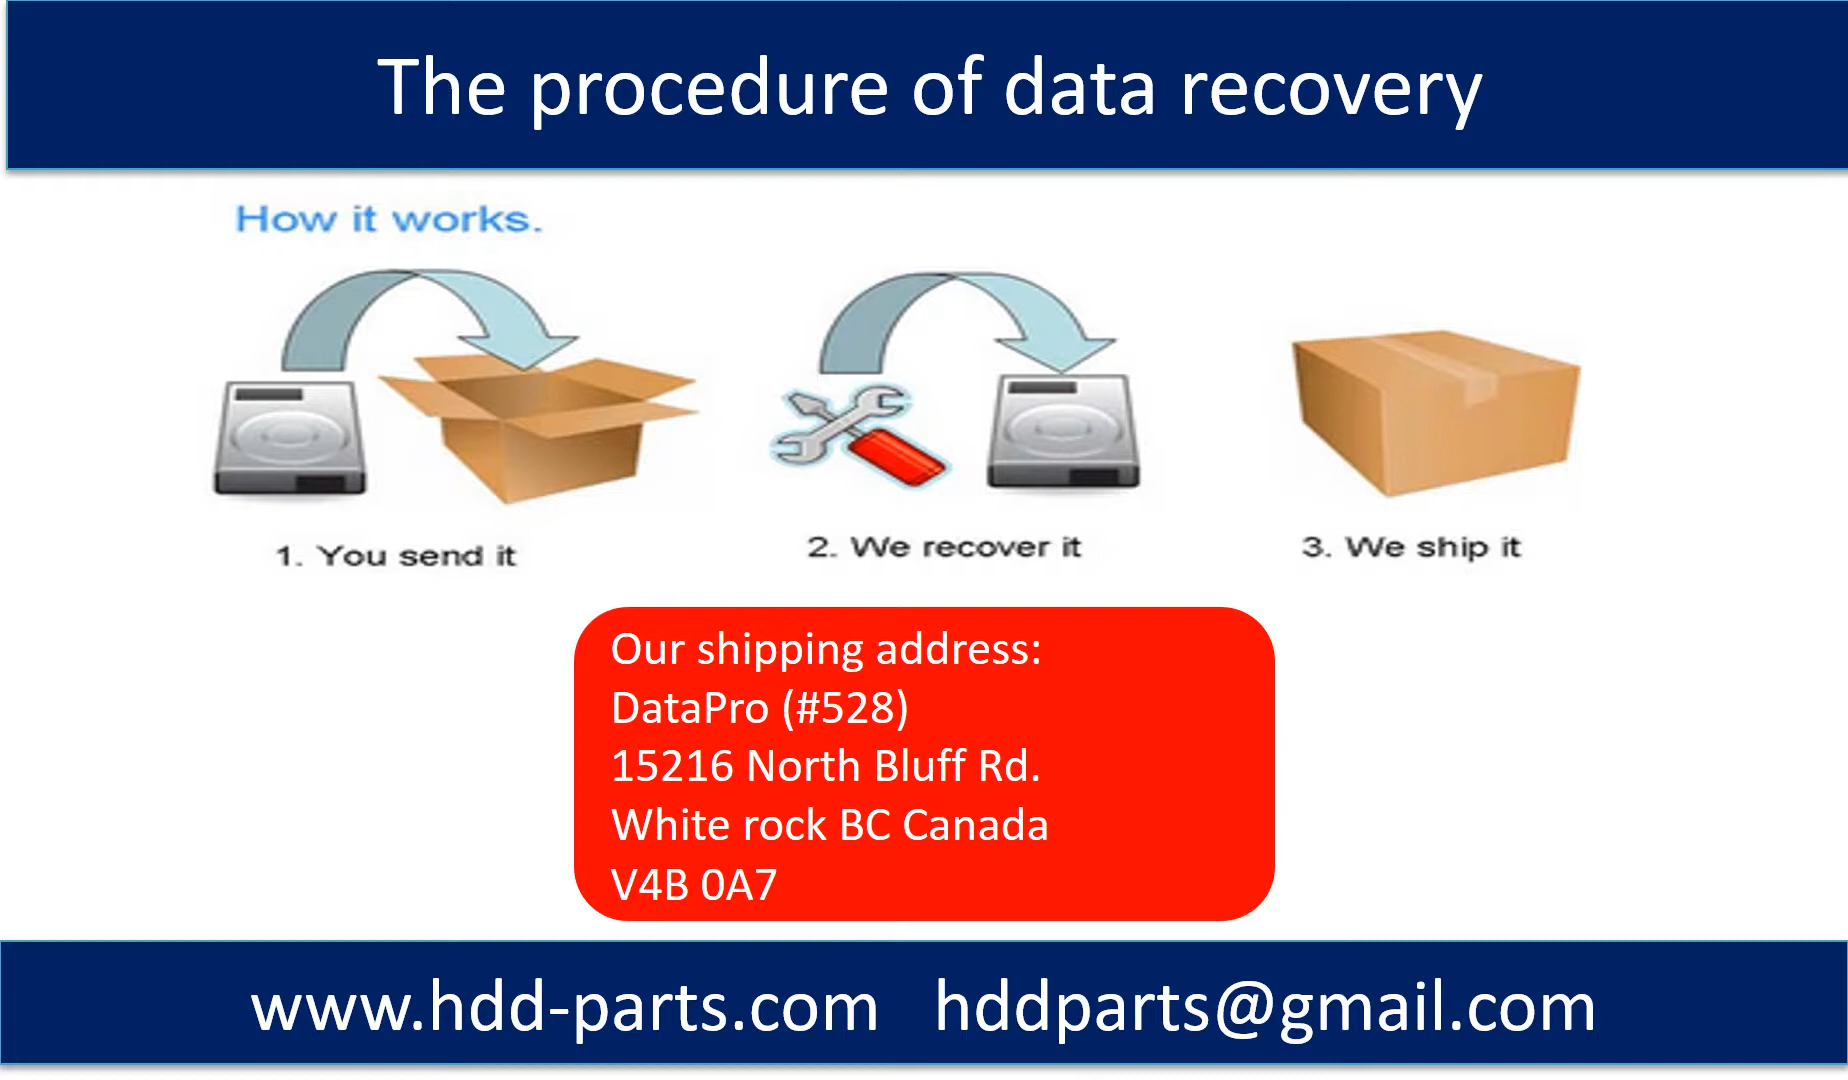 The procedure of data recovery
How it works.
1. You send it
2. We recover it
3. We ship it
Our shipping address:
DataPro (#528)
15216 North Bluff Rd.
White rock BC Canada
V4B 0A7
www.hdd-parts.com hddparts@gmail.com